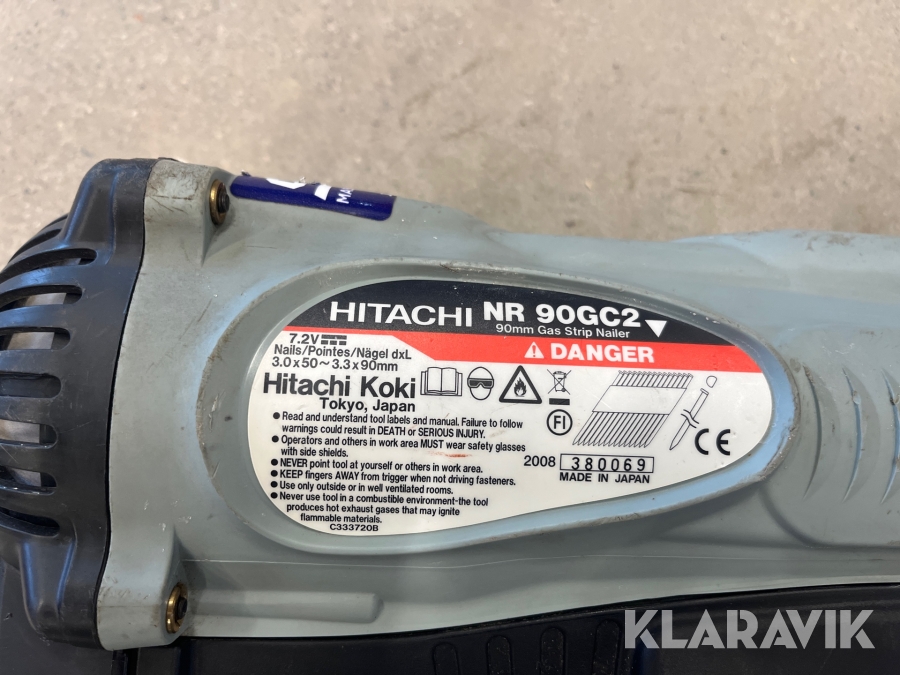 MA
HITACHI NR 90GC2
90mm Gas Strip Nailer
7.2V
DANGER
Nails/Pointes/Nägel dxL
3.0x50~3.3x90mm
Hitachi Koki
Tokyo, Japan
● Read and understand tool labels and manual. Failure to follow
warnings could result in DEATH or SERIOUS INJURY.
● Operators and others in work area MUST wear safety glasses
with side shields.
● NEVER point tool at yourself or others in work area.
● KEEP fingers AWAY from trigger when not driving fasteners.
● Use only outside or in well ventilated rooms.
● Never use tool in a combustible environment-the tool
produces hot exhaust gases that may ignite
flammable materials.
C333720B
FI
CE
2008 380069
MADE IN JAPAN
KLARAVIK